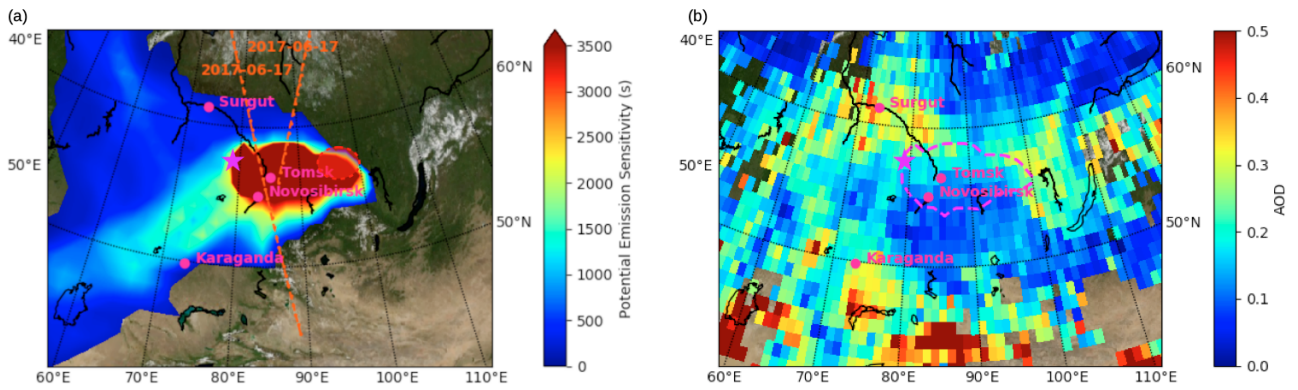 (a)
40°E
50°E
60°N
50°N
60°E
70°E
80°E
90°E
100°E
110°E
2017-06-17
2017-06-17
Surgut
Tomsk
Novosibirsk
Karaganda
3500
3000
2500
2000
1500
1000
500
0
Potential Emission Sensitivity (s)
(b)
40°E
50°E
60°N
50°N
60°E
70°E
80°E
90°E
100°E
110°E
Surgut
Tomsk
Novosibirsk
Karaganda
0.5
0.4
0.3
0.2
0.1
0.0
AOD